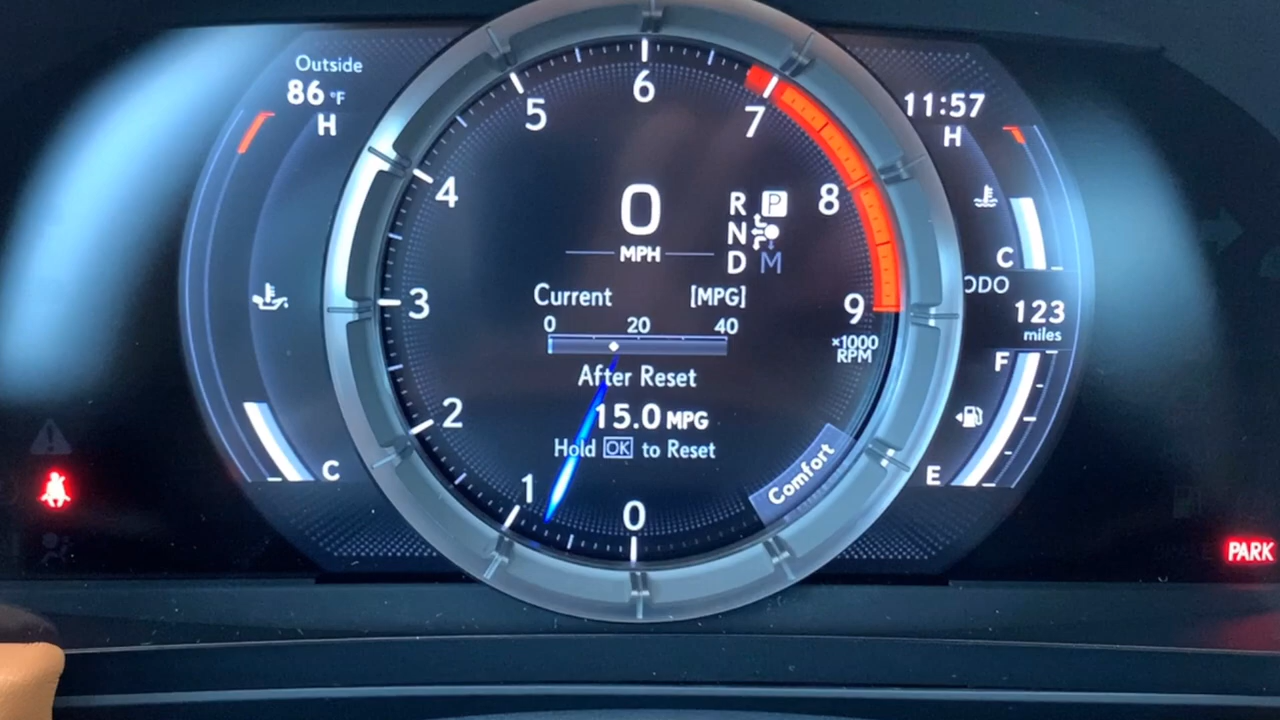 Outside
86 °F
H
C
6
5
7
4
8
3
9
2
1
0
×1000
RPM
0
MPH
R P
N
D M
Current [MPG]
0 20 40
After Reset
15.0 MPG
Hold OK to Reset
Comfort
11:57
H
C
ODO
123
miles
F
E
PARK